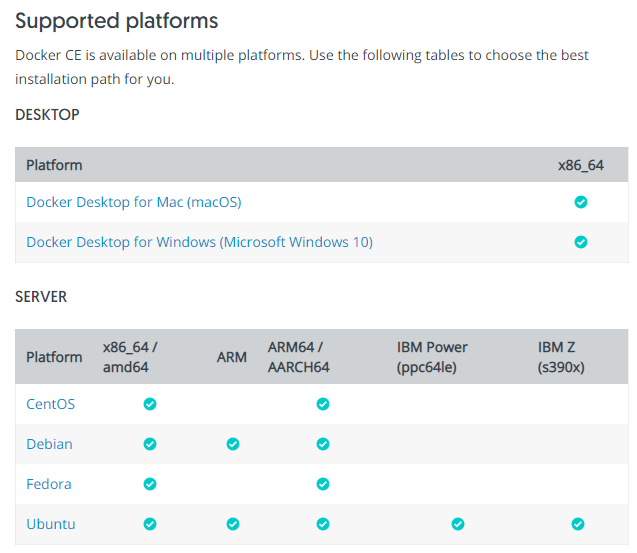 Supported platforms
Docker CE is available on multiple platforms. Use the following tables to choose the best
installation path for you.
DESKTOP
Platform x86_64
Docker Desktop for Mac (macOS)
Docker Desktop for Windows (Microsoft Windows 10)
SERVER
Platform x86_64 / amd64 ARM ARM64 / AARCH64 IBM Power (ppc64le) IBM Z (s390x)
CentOS
Debian
Fedora
Ubuntu